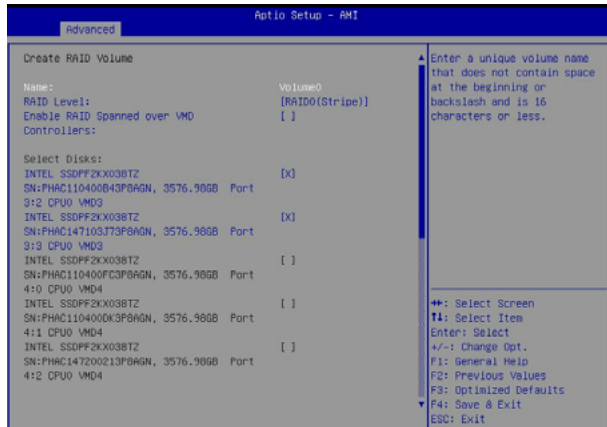 Aptio Setup - AMI
Advanced
Create RAID Volume
Name: Volume0
RAID Level: [RAID0(Stripe)]
Enable RAID Spanned over VMD [ ]
Controllers:
Select Disks:
INTEL SSDPF2KX038TZ [X]
SN:PHAC110400B43P8AGN, 3576.98GB Port
3:2 CPU0 VMD3
INTEL SSDPF2KX038TZ [X]
SN:PHAC147103J73P8AGN, 3576.98GB Port
3:3 CPU0 VMD3
INTEL SSDPF2KX038TZ [ ]
SN:PHAC110400FC3P8AGN, 3576.98GB Port
4:0 CPU0 VMD4
INTEL SSDPF2KX038TZ [ ]
SN:PHAC110400DK3P8AGN, 3576.98GB Port
4:1 CPU0 VMD4
INTEL SSDPF2KX038TZ [ ]
SN:PHAC147200213P8AGN, 3576.98GB Port
4:2 CPU0 VMD4
Enter a unique volume name
that does not contain space
at the beginning or
backslash and is 16
characters or less.
→←: Select Screen
↑↓: Select Item
Enter: Select
+/-: Change Opt.
F1: General Help
F2: Previous Values
F3: Optimized Defaults
F4: Save & Exit
ESC: Exit